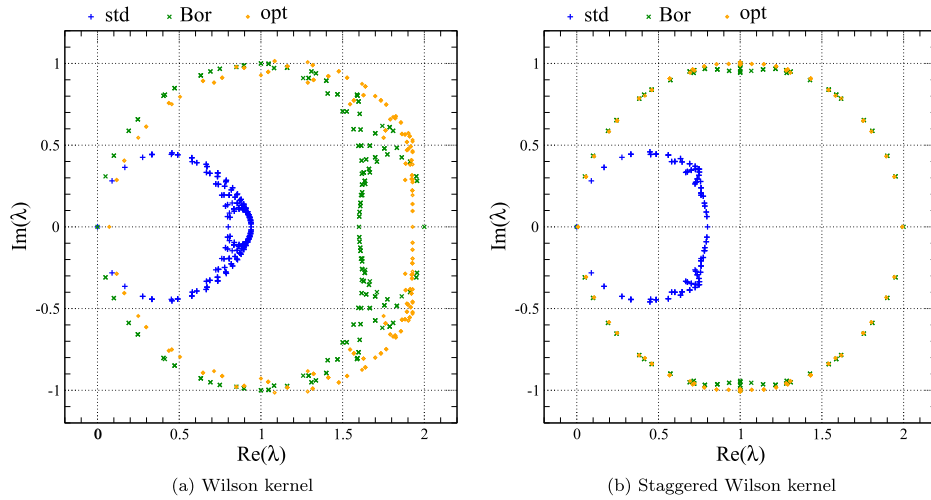 std Bor opt
1
0.5
0
-0.5
-1
Im(λ)
0 0.5 1 1.5 2
Re(λ)
(a) Wilson kernel
std Bor opt
1
0.5
0
-0.5
-1
Im(λ)
0 0.5 1 1.5 2
Re(λ)
(b) Staggered Wilson kernel